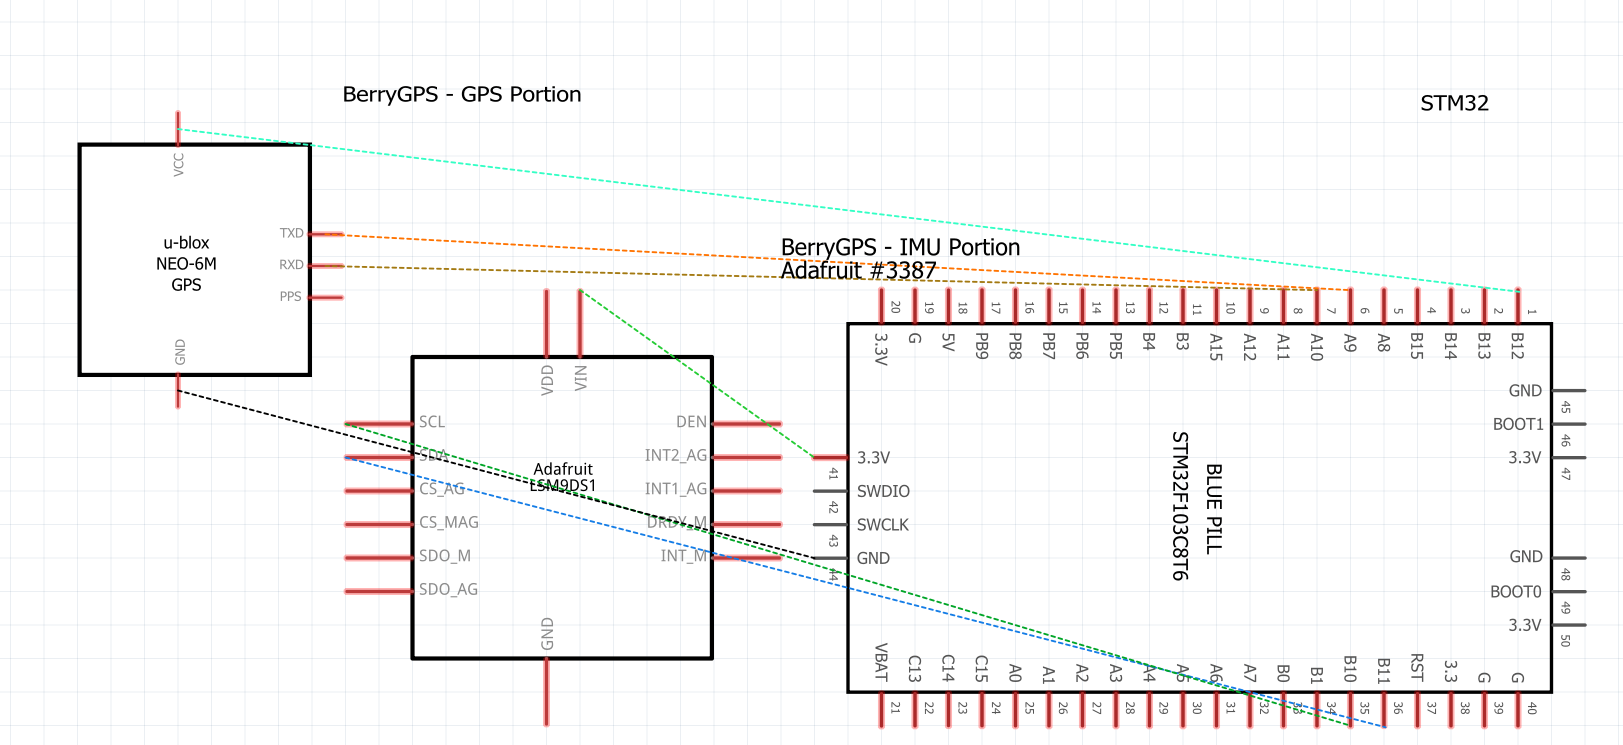 BerryGPS - GPS Portion
STM32
VCC
u-blox
NEO-6M
GPS
TXD
RXD
PPS
GND
BerryGPS - IMU Portion
Adafruit #3387
VDD
VIN
SCL
SDA
CS_AG
CS_MAG
SDO_M
SDO_AG
Adafruit
LSM9DS1
DEN
INT2_AG
INT1_AG
DRDY_M
INT_M
GND
20 19 18 17 16 15 14 13 12 11 10 9 8 7 6 5 4 3 2 1
3.3V G 5V PB9 PB8 PB7 PB6 PB5 B4 B3 A15 A12 A11 A10 A9 A8 B15 B14 B13 B12
3.3V
41
SWDIO
42
SWCLK
43
GND
44
BLUE PILL
STM32F103C8T6
GND
45
BOOT1
46
3.3V
47
GND
48
BOOT0
49
3.3V
50
VBAT C13 C14 C15 A0 A1 A2 A3 A4 A5 A6 A7 B0 B1 B10 B11 RST 3.3 G G
21 22 23 24 25 26 27 28 29 30 31 32 33 34 35 36 37 38 39 40